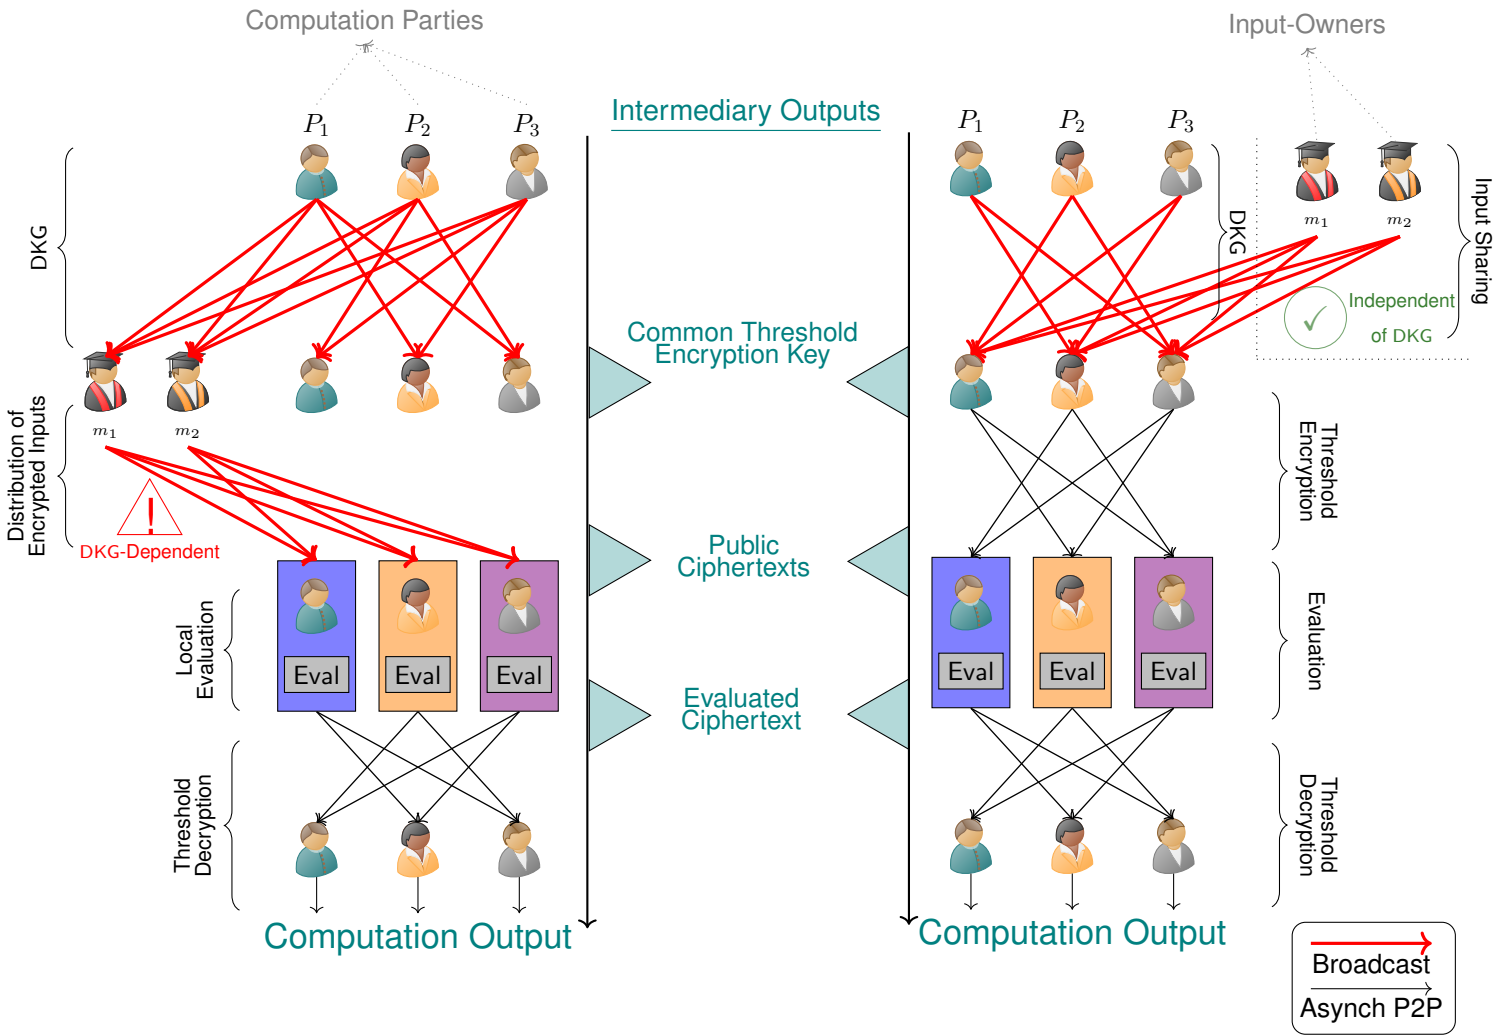 Computation Parties
Input-Owners
Intermediary Outputs
P1
P2
P3
P1
P2
P3
DKG
DKG
m1
m2
Input Sharing
Independent
of DKG
Common Threshold
Encryption Key
m1
m2
Distribution of
Encrypted Inputs
!
DKG-Dependent
Threshold
Encryption
Public
Ciphertexts
Local
Evaluation
Eval
Eval
Eval
Eval
Eval
Eval
Evaluation
Evaluated
Ciphertext
Threshold
Decryption
Threshold
Decryption
Computation Output
Computation Output
Broadcast
Asynch P2P